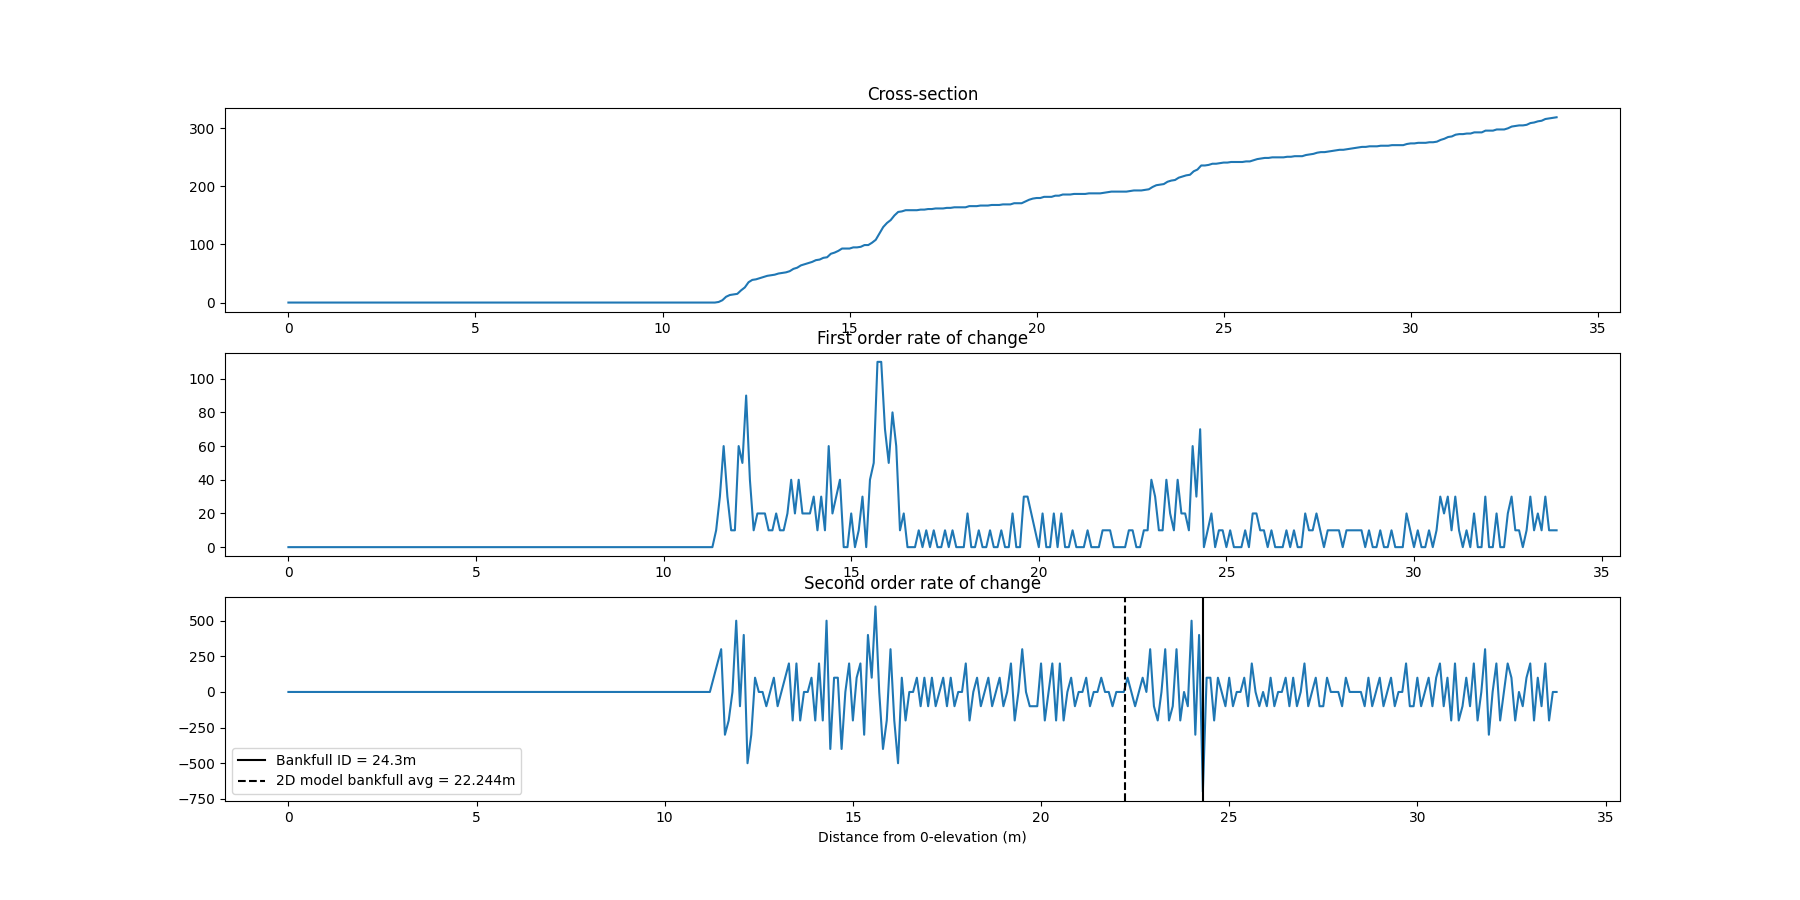 Cross-section
300
200
100
0
0 5 10 15 20 25 30 35
First order rate of change
100
80
60
40
20
0
0 5 10 15 20 25 30 35
Second order rate of change
500
250
0
−250
−500
−750
Bankfull ID = 24.3m
2D model bankfull avg = 22.244m
0 5 10 15 20 25 30 35
Distance from 0-elevation (m)